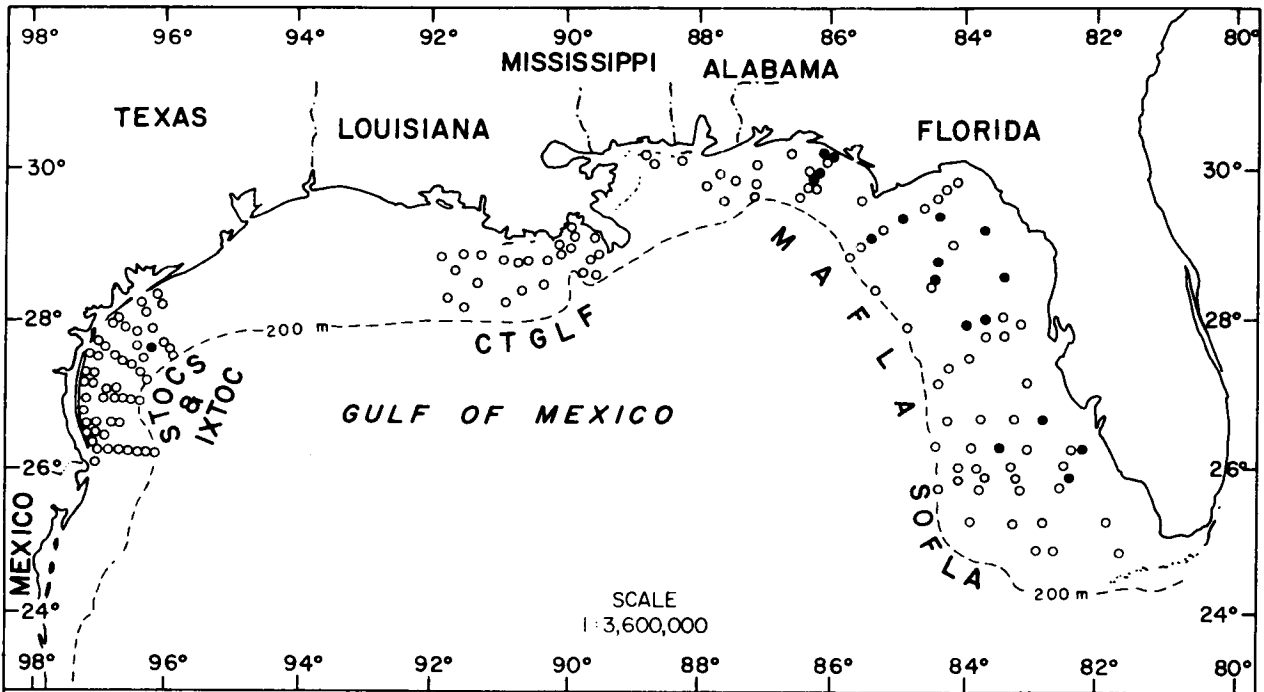 98° 96° 94° 92° 90° 88° 86° 84° 82° 80°
MISSISSIPPI ALABAMA
TEXAS LOUISIANA FLORIDA
30° 30°
MAFLA
28° 200 m CTGLF 28°
STOCS & IXTOC
GULF OF MEXICO
26° 26°
SOFLA
MEXICO
200 m
24° SCALE 24°
1:3,600,000
98° 96° 94° 92° 90° 88° 86° 84° 82° 80°